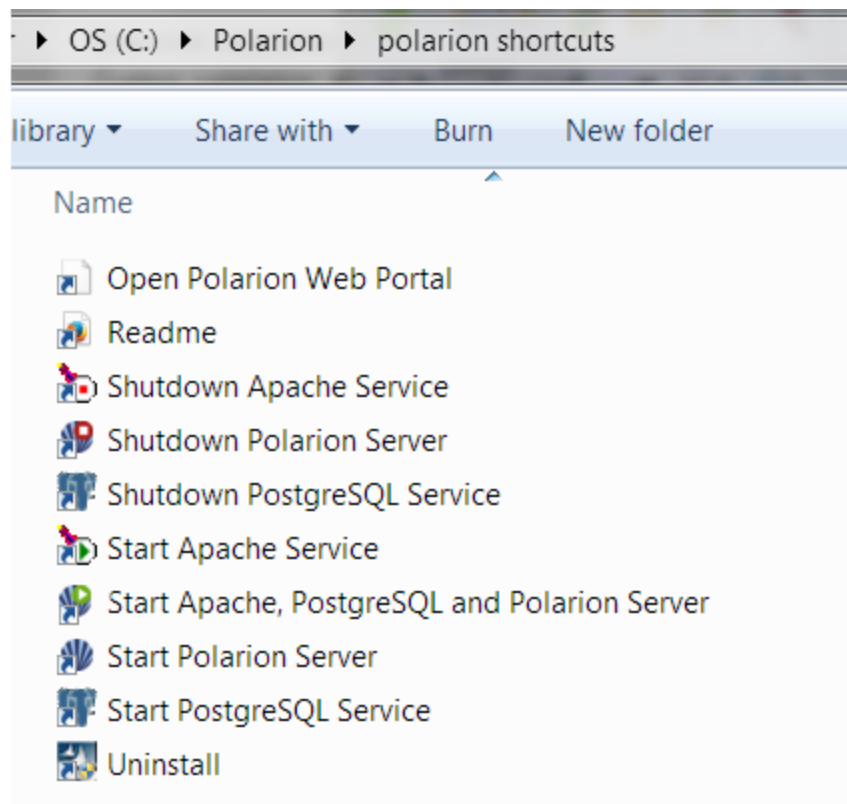 OS (C:) Polarion polarion shortcuts
library Share with Burn New folder
Name
Open Polarion Web Portal
Readme
Shutdown Apache Service
Shutdown Polarion Server
Shutdown PostgreSQL Service
Start Apache Service
Start Apache, PostgreSQL and Polarion Server
Start Polarion Server
Start PostgreSQL Service
Uninstall